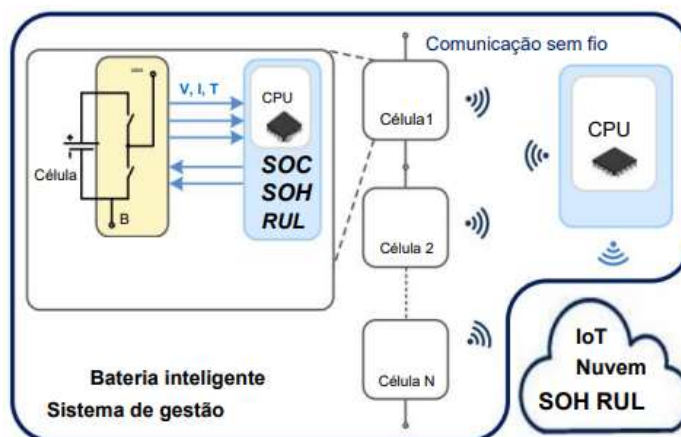 Comunicação sem fio
V, I, T
CPU
Célula
SOC
SOH
RUL
B
Célula1
Célula 2
Célula N
CPU
Bateria inteligente
Sistema de gestão
IoT
Nuvem
SOH RUL